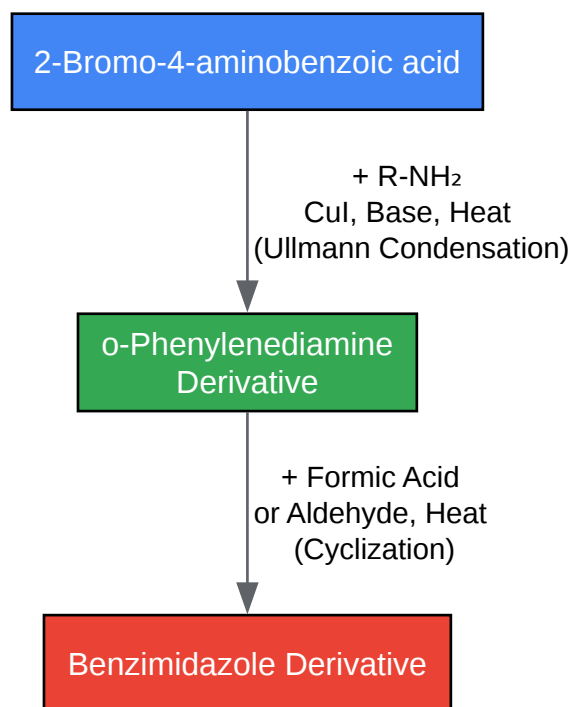 2-Bromo-4-aminobenzoic acid
+ R-NH₂
CuI, Base, Heat
(Ullmann Condensation)
o-Phenylenediamine
Derivative
+ Formic Acid
or Aldehyde, Heat
(Cyclization)
Benzimidazole Derivative